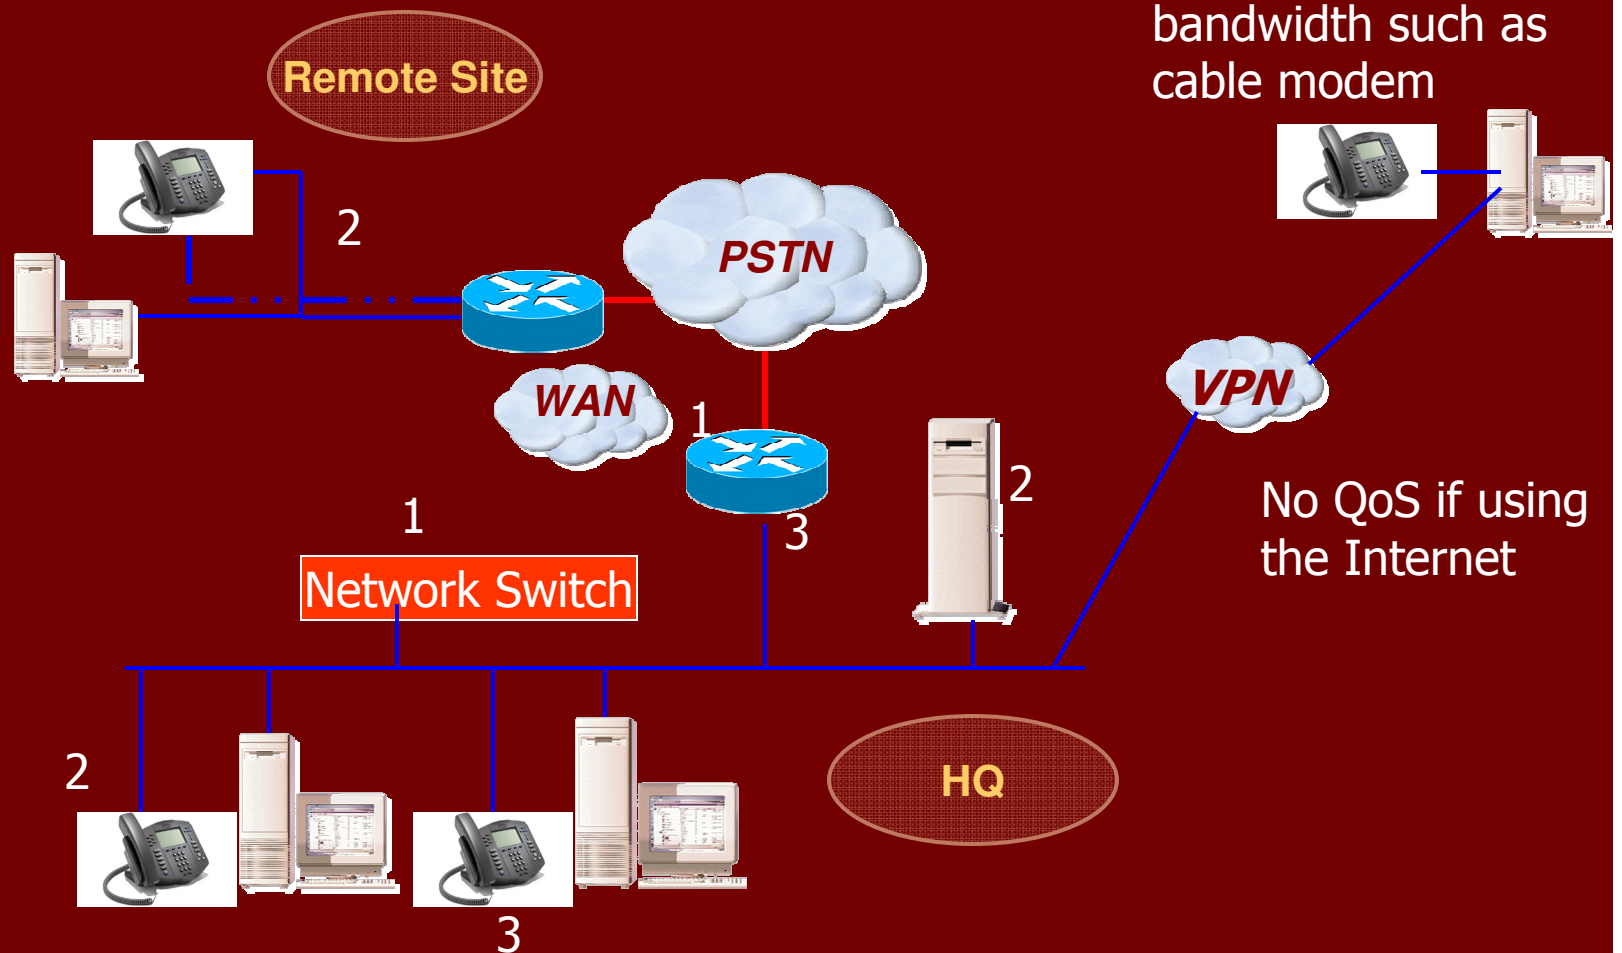 bandwidth such as
cable modem
Remote Site
2
PSTN
WAN
1
VPN
2
No QoS if using
the Internet
1
3
Network Switch
2
HQ
3